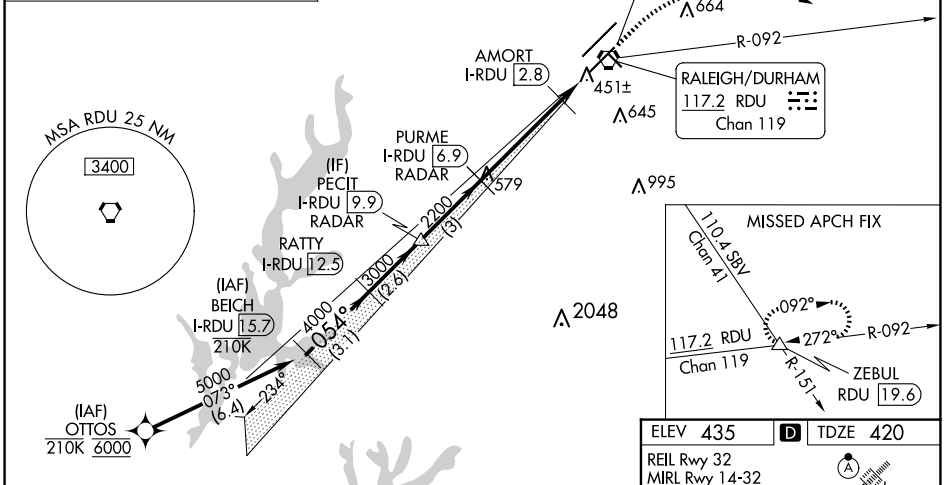 664
R-092
AMORT
I-RDU 2.8
451±
RALEIGH/DURHAM
117.2 RDU
Chan 119
645
MSA RDU 25 NM
3400
PURME
I-RDU 6.9
RADAR
579
(IF)
PECIT
I-RDU 9.9
RADAR
995
2200
(3)
RATTY
I-RDU 12.5
3000
(2.6)
(IAF)
BEICH
I-RDU 15.7
210K
4000
054°
(3.1)
2048
5000
073°
(6.4)
234°
(IAF)
OTTOS
210K 6000
MISSED APCH FIX
110.4 SBV
Chan 41
092°
272°
R-092
117.2 RDU
Chan 119
R-151
ZEBUL
RDU 19.6
ELEV 435 D TDZE 420
REIL Rwy 32
MIRL Rwy 14-32
A